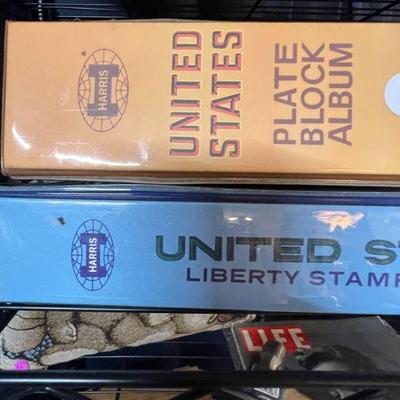 HARRIS
UNITED
STATES
PLATE
BLOCK
ALBUM
HARRIS
UNITED ST
LIBERTY STAMP
LIFE